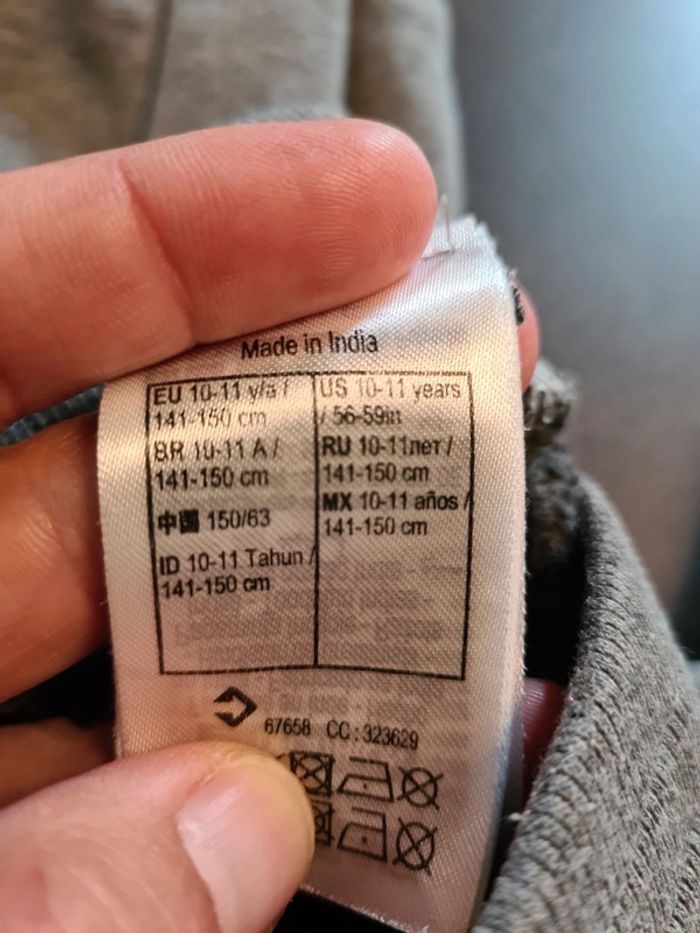 Made in India
EU 10-11 y/a /
141-150 cm
BR 10-11 A /
141-150 cm
中国 150/63
ID 10-11 Tahun /
141-150 cm
US 10-11 years
/ 56-59in
RU 10-11лет /
141-150 cm
MX 10-11 años /
141-150 cm
67658 CC : 323629